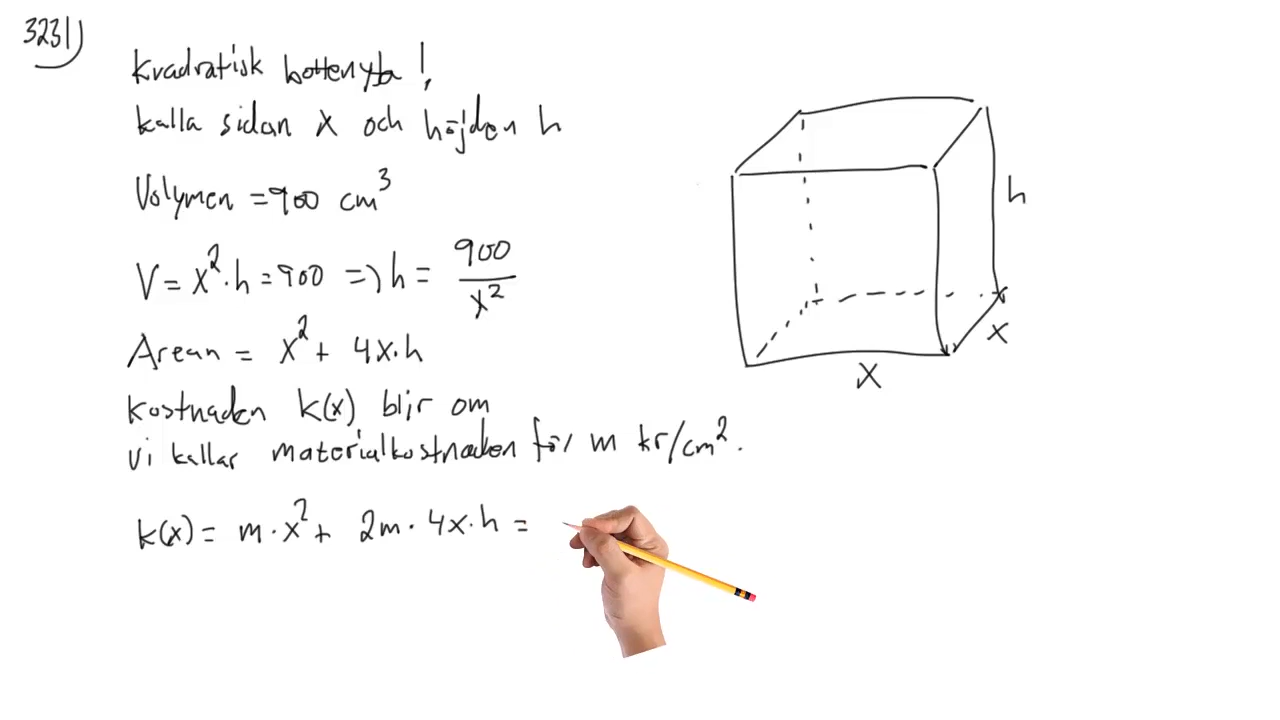 3231)
Kvadratisk bottenyta!
kalla sidan x och höjden h
Volymen = 900 cm³
V = x²·h = 900 => h = 900/x²
Arean = x² + 4x·h
kostnaden k(x) blir om
vi kallar materialkostnaden för m kr/cm².
k(x) = m·x² + 2m·4x·h =
h
x
x